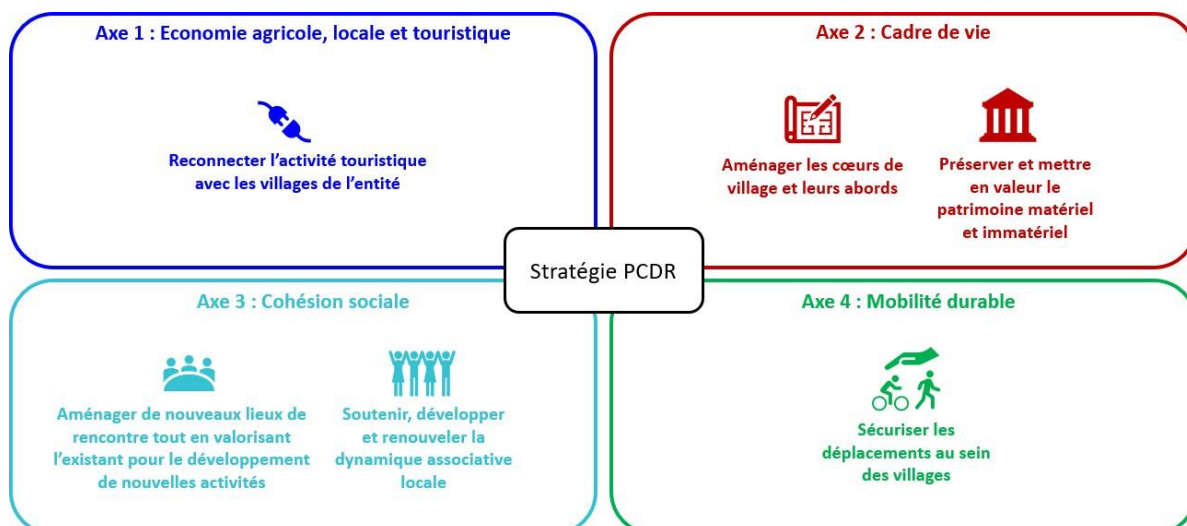 Axe 1 : Economie agricole, locale et touristique
Reconnecter l’activité touristique
avec les villages de l’entité
Axe 2 : Cadre de vie
Aménager les cœurs de
village et leurs abords
Préserver et mettre
en valeur le
patrimoine matériel
et immatériel
Stratégie PCDR
Axe 3 : Cohésion sociale
Aménager de nouveaux lieux de
rencontre tout en valorisant
l’existant pour le développement
de nouvelles activités
Soutenir, développer
et renouveler la
dynamique associative
locale
Axe 4 : Mobilité durable
Sécuriser les
déplacements au sein
des villages